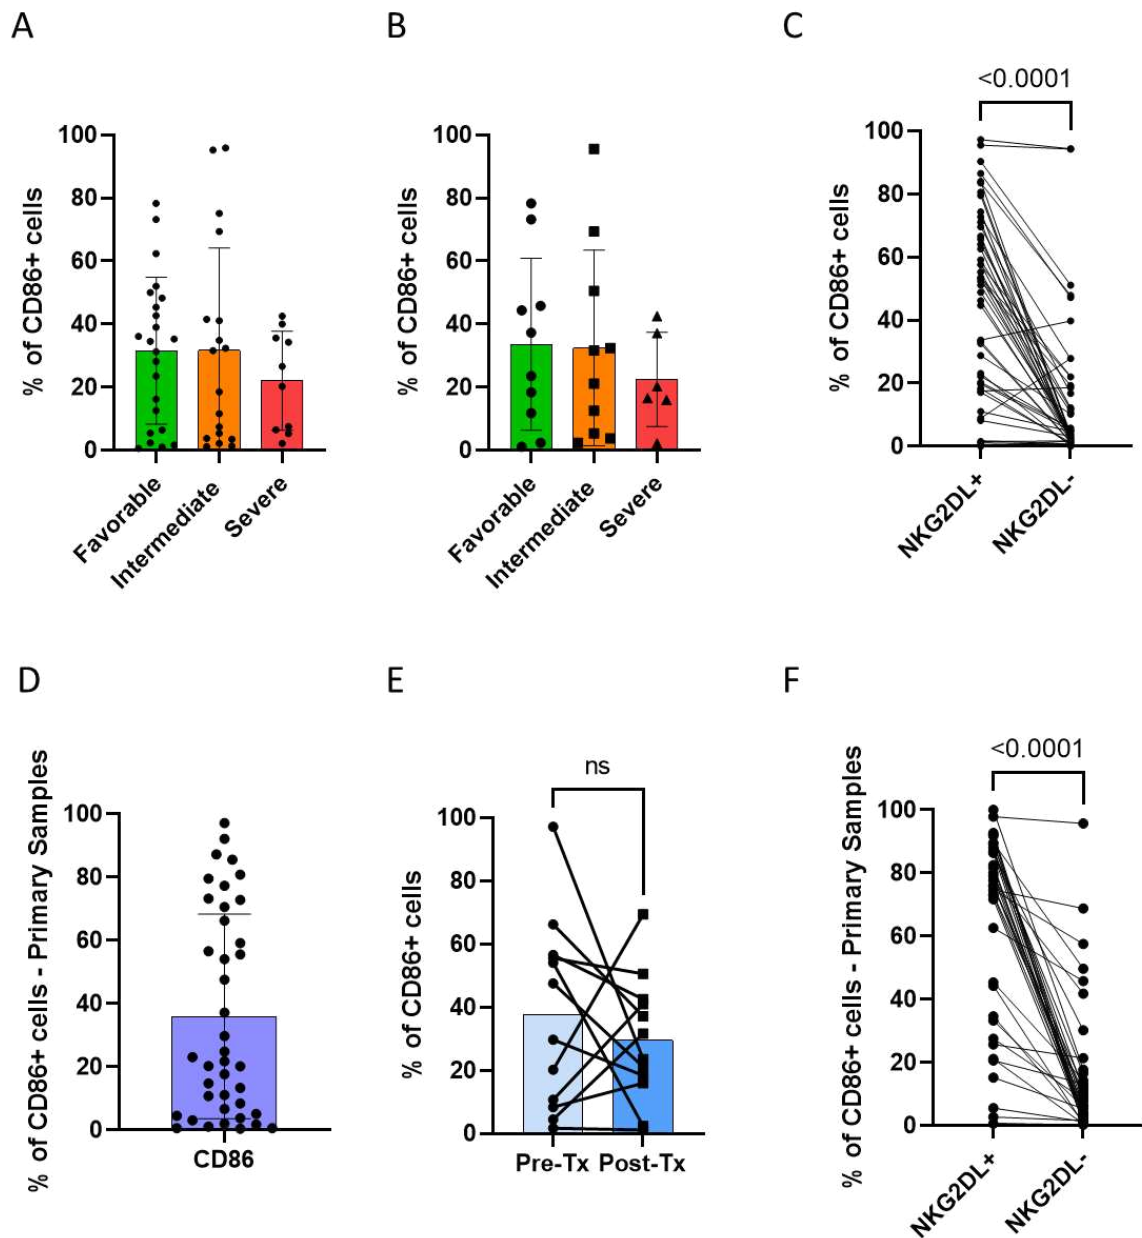 A
B
C
% of CD86+ cells
100
80
60
40
20
0
Favorable
Intermediate
Severe
% of CD86+ cells
100
80
60
40
20
0
Favorable
Intermediate
Severe
<0.0001
% of CD86+ cells
100
80
60
40
20
0
NKG2DL+
NKG2DL-
D
E
F
% of CD86+ cells - Primary Samples
100
80
60
40
20
0
CD86
ns
% of CD86+ cells
100
80
60
40
20
0
Pre-Tx Post-Tx
<0.0001
% of CD86+ cells - Primary Samples
100
80
60
40
20
0
NKG2DL+
NKG2DL-